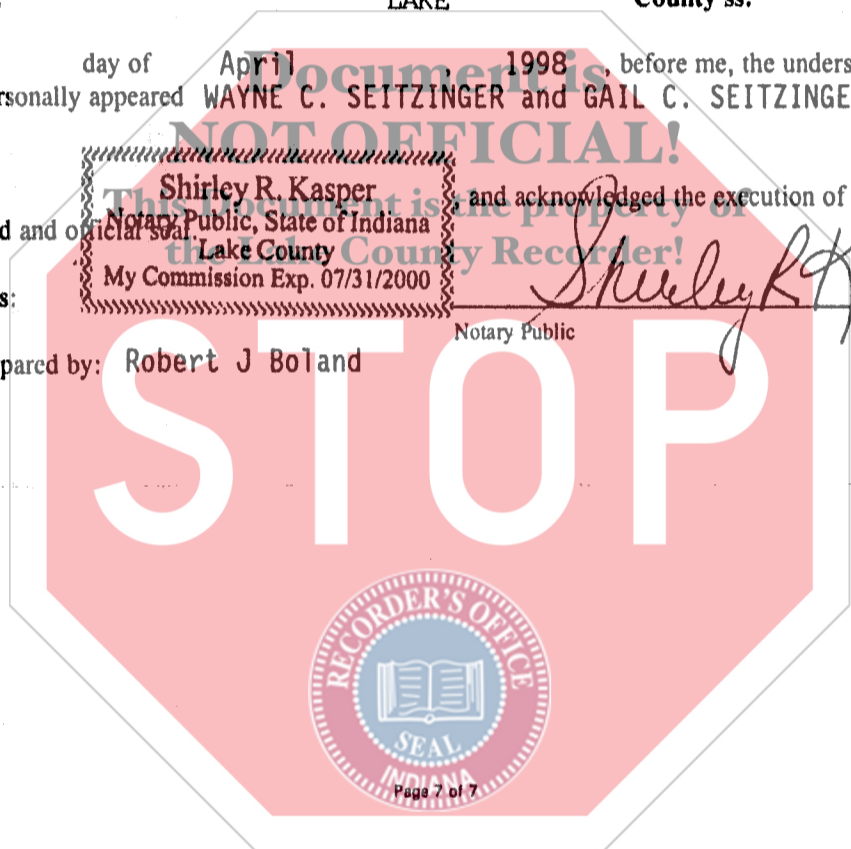 LAKE County ss:
day of April , 1998 , before me, the unders
rsonally appeared WAYNE C. SEITZINGER and GAIL C. SEITZINGE
Document is
NOT OFFICIAL!
This Document is the property of
the Lake County Recorder!
Shirley R. Kasper
Notary Public, State of Indiana
Lake County
My Commission Exp. 07/31/2000
, and acknowledged the execution of
d and official seal.
s:
Shirley R K
Notary Public
pared by: Robert J Boland
STOP
RECORDER'S OFFICE
SEAL
INDIANA
Page 7 of 7